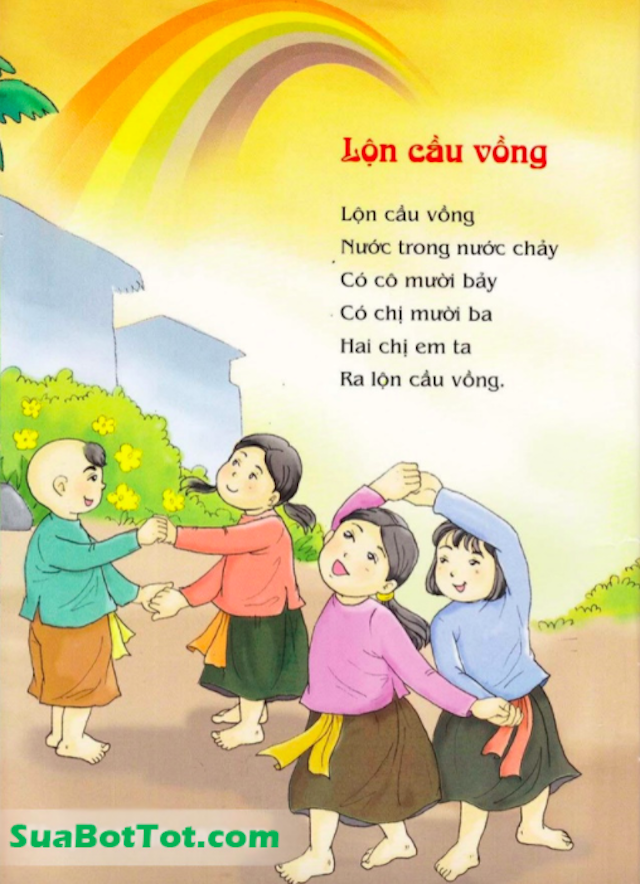 Lộn cầu vồng
Lộn cầu vồng
Nước trong nước chảy
Có cô mười bảy
Có chị mười ba
Hai chị em ta
Ra lộn cầu vồng.
SuaBotTot.com